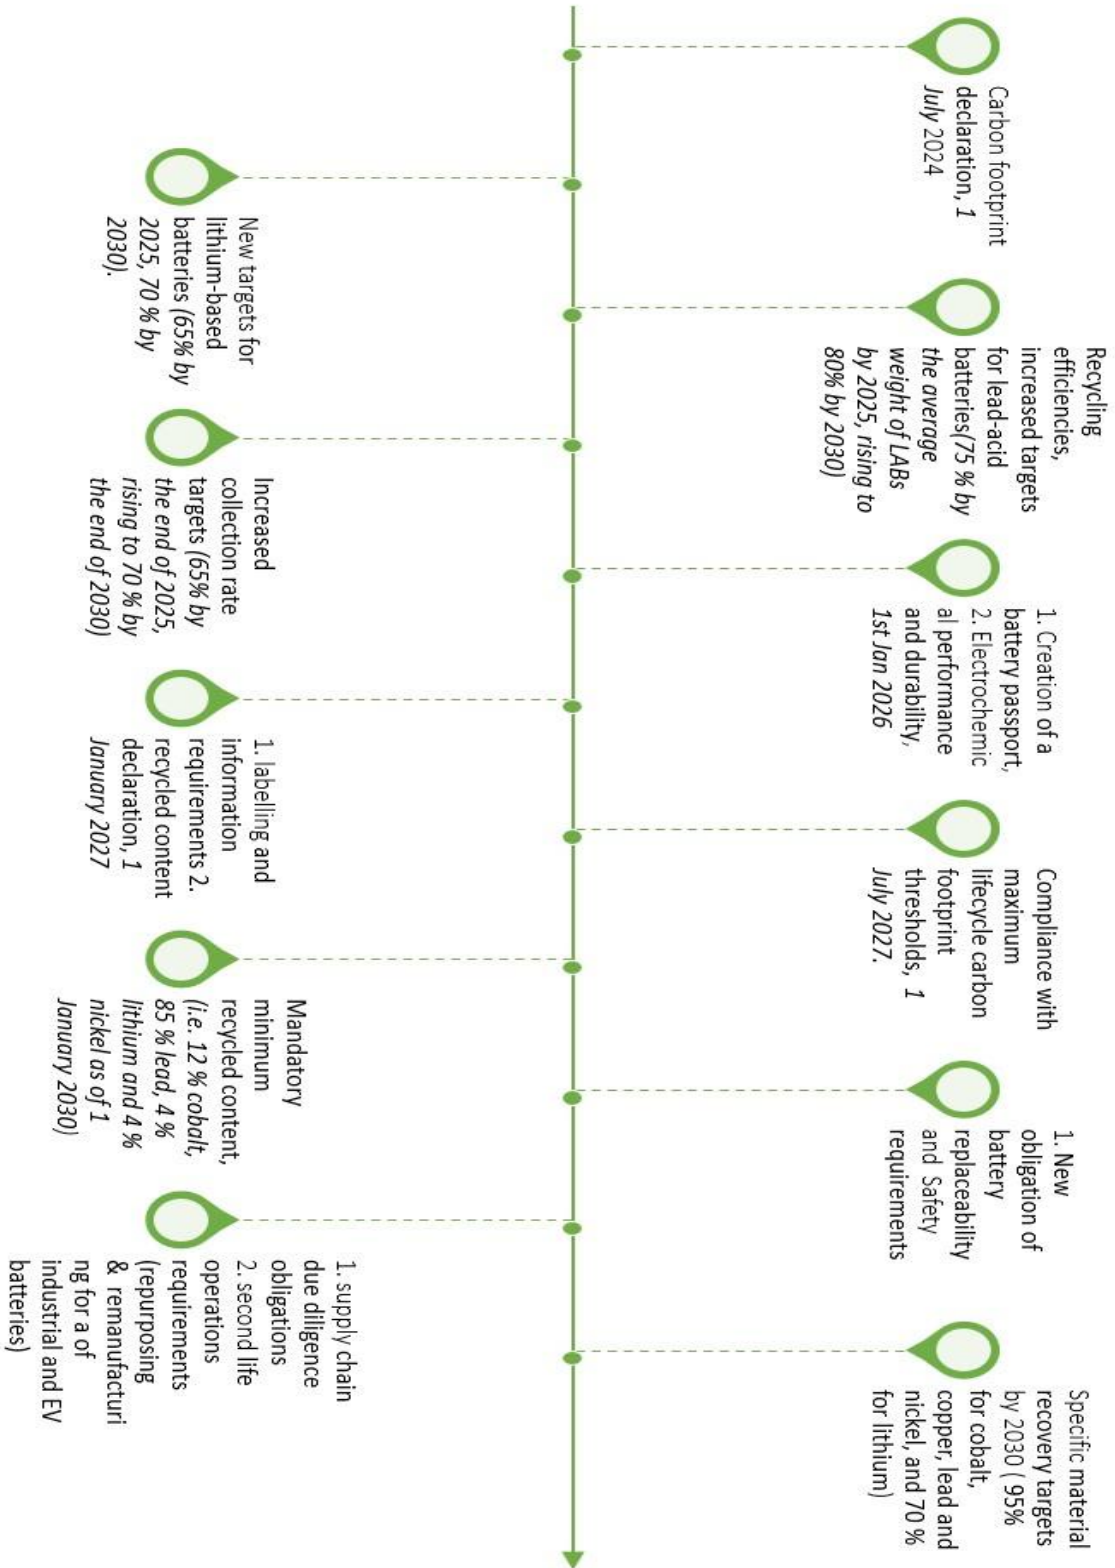 Carbon footprint
declaration, 1
July 2024
New targets for
lithium-based
batteries (65% by
2025, 70 % by
2030).
Recycling
efficiencies,
increased targets
for lead-acid
batteries(75 % by
the average
weight of LABs
by 2025, rising to
80% by 2030)
Increased
collection rate
targets (65% by
the end of 2025,
rising to 70 % by
the end of 2030)
1. Creation of a
battery passport,
2. Electrochemic
al performance
and durability,
1st Jan 2026
1. labelling and
information
requirements 2.
recycled content
declaration, 1
January 2027
Compliance with
maximum
lifecycle carbon
footprint
thresholds, 1
July 2027.
Mandatory
minimum
recycled content,
(i.e. 12 % cobalt,
85 % lead, 4 %
lithium and 4 %
nickel as of 1
January 2030)
1. New
obligation of
battery
replaceability
and Safety
requirements
1. supply chain
due diligence
obligations
2. second life
operations
requirements
(repurposing
& remanufacturi
ng for a of
industrial and EV
batteries)
Specific material
recovery targets
by 2030 ( 95%
for cobalt,
copper, lead and
nickel, and 70 %
for lithium)